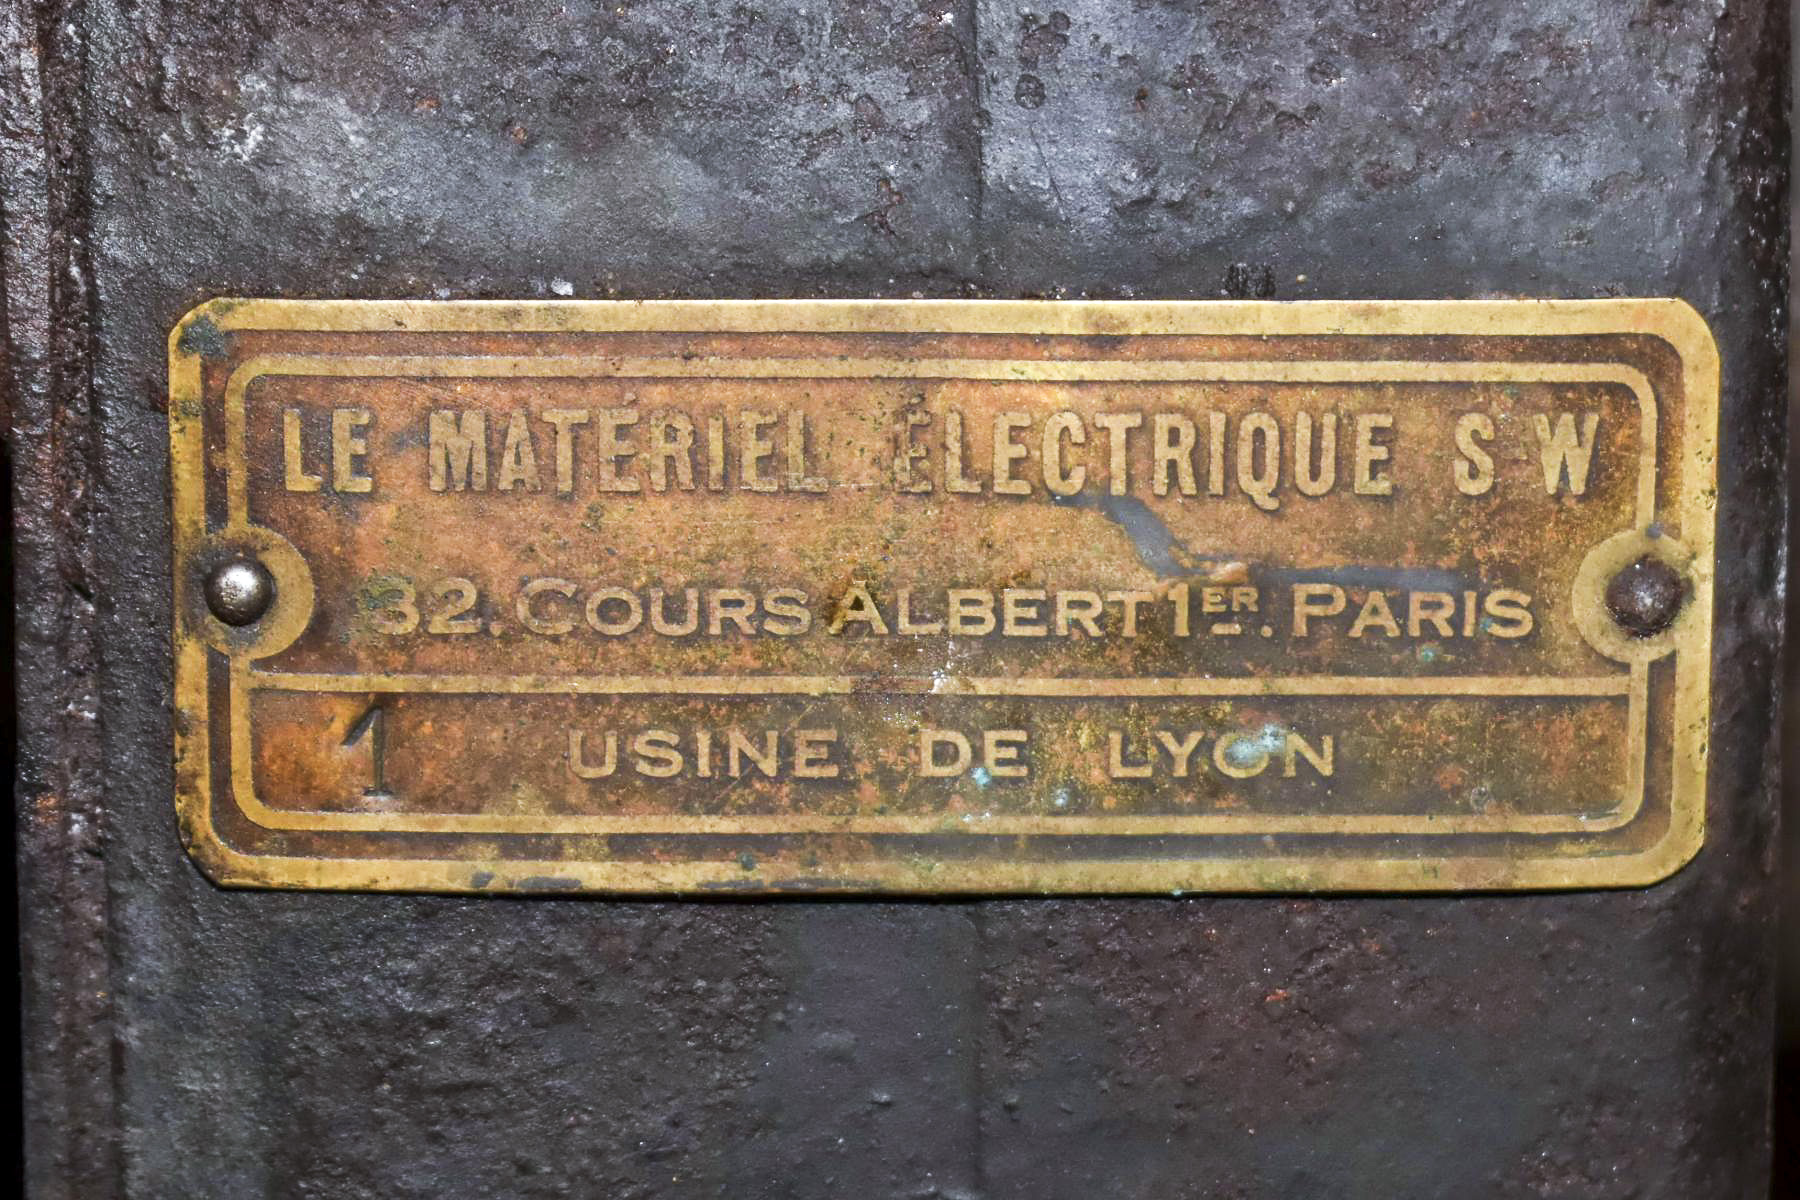 LE MATÉRIEL ÉLECTRIQUE S-W
32. COURS ALBERT 1ER. PARIS
1 USINE DE LYON